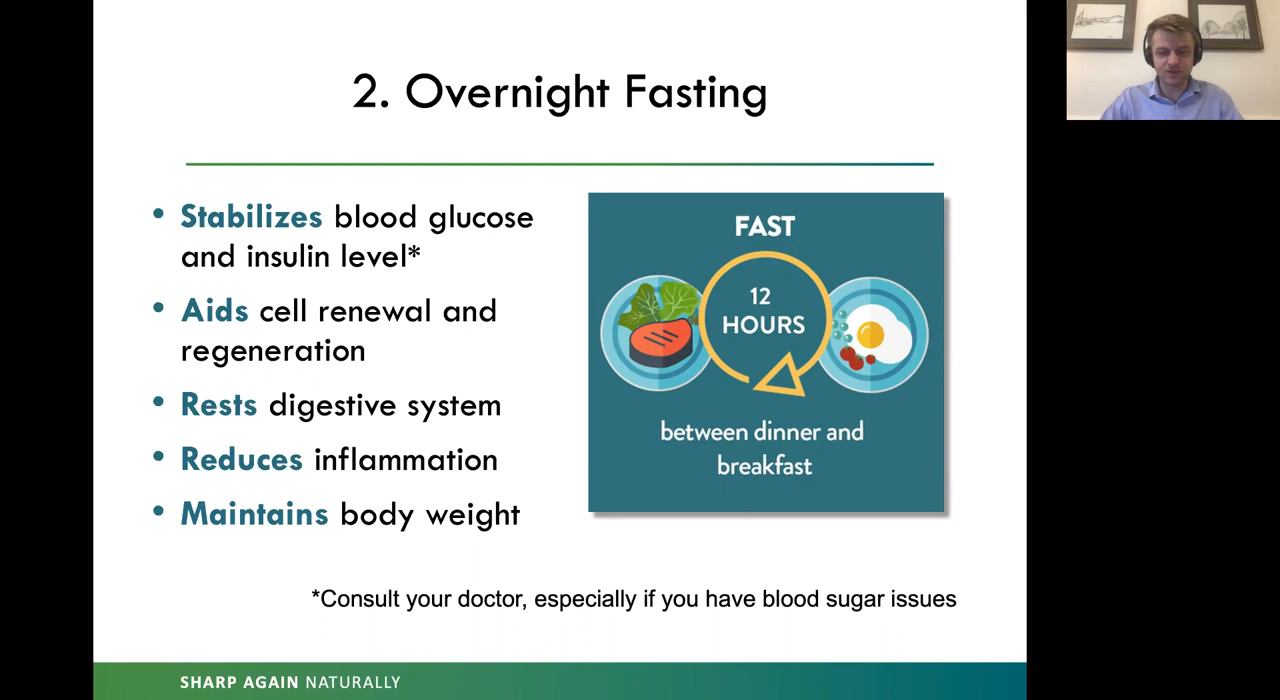 2. Overnight Fasting
• Stabilizes blood glucose
and insulin level*
• Aids cell renewal and
regeneration
• Rests digestive system
• Reduces inflammation
• Maintains body weight
FAST
12
HOURS
between dinner and
breakfast
*Consult your doctor, especially if you have blood sugar issues
SHARP AGAIN NATURALLY